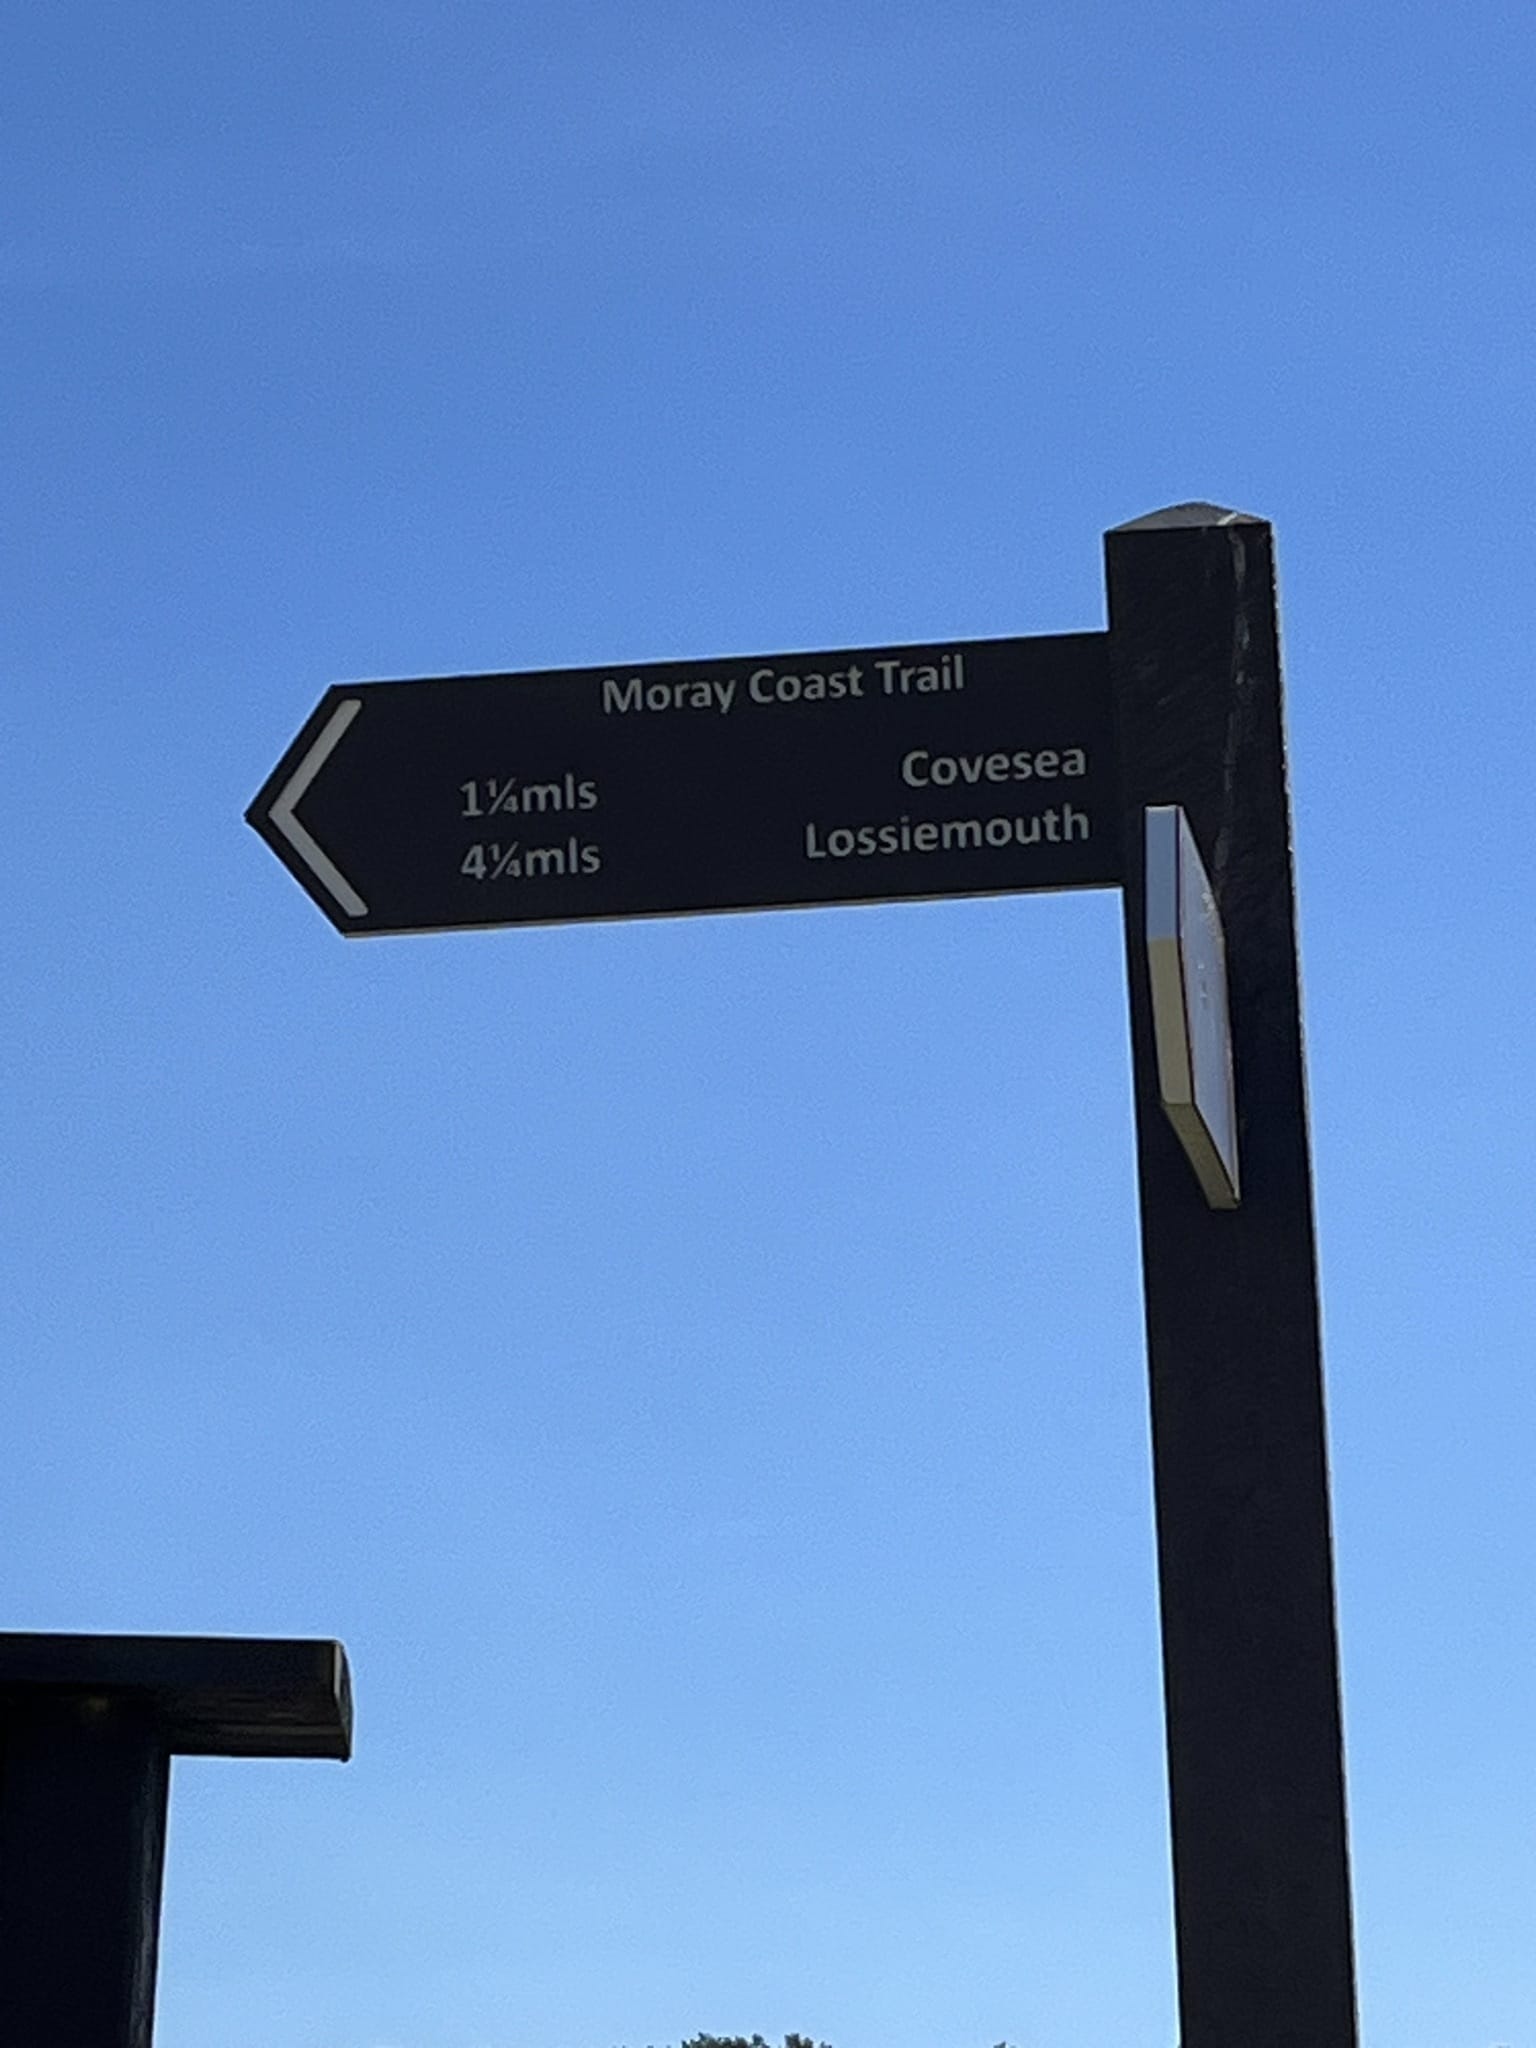 Moray Coast Trail
1¼mls Covesea
4¼mls Lossiemouth